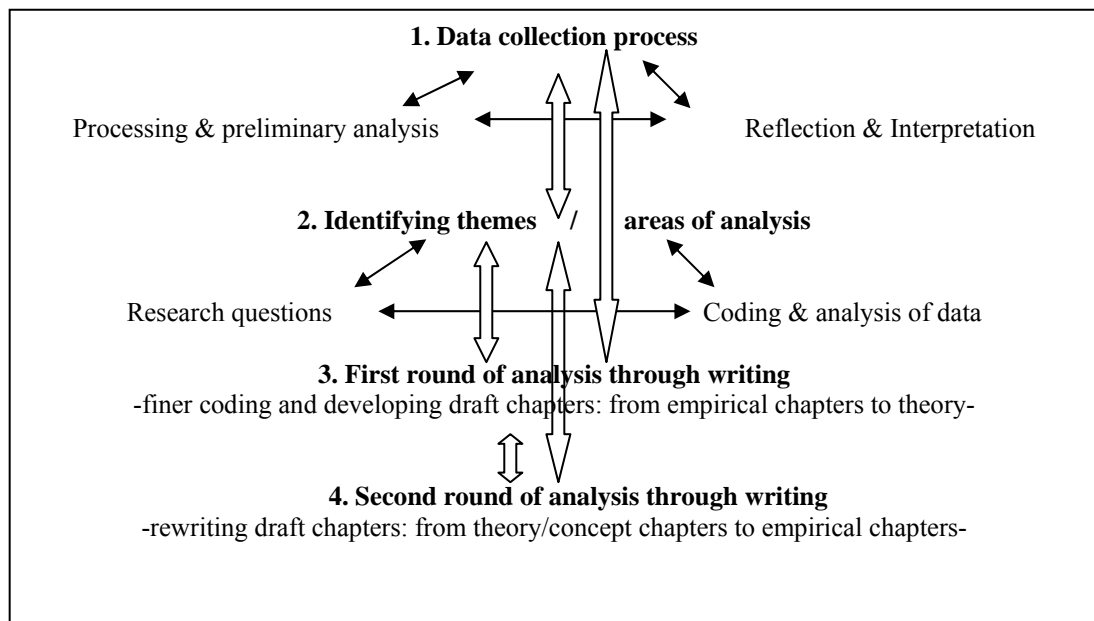 1. Data collection process
Processing & preliminary analysis Reflection & Interpretation
2. Identifying themes / areas of analysis
Research questions Coding & analysis of data
3. First round of analysis through writing
-finer coding and developing draft chapters: from empirical chapters to theory-
4. Second round of analysis through writing
-rewriting draft chapters: from theory/concept chapters to empirical chapters-